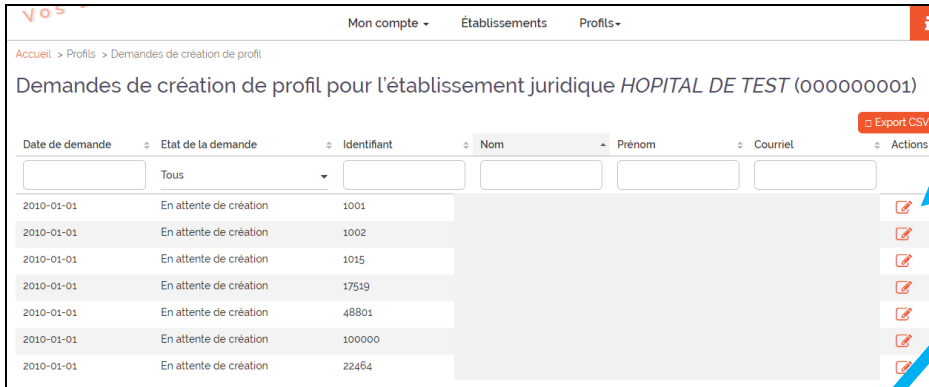 Vos
Mon compte Établissements Profils
Accueil > Profils > Demandes de création de profil
Demandes de création de profil pour l'établissement juridique HOPITAL DE TEST (000000001)
Export CSV
Date de demande Etat de la demande Identifiant Nom Prénom Courriel Actions
Tous
2010-01-01 En attente de création 1001
2010-01-01 En attente de création 1002
2010-01-01 En attente de création 1015
2010-01-01 En attente de création 17519
2010-01-01 En attente de création 48801
2010-01-01 En attente de création 100000
2010-01-01 En attente de création 22464